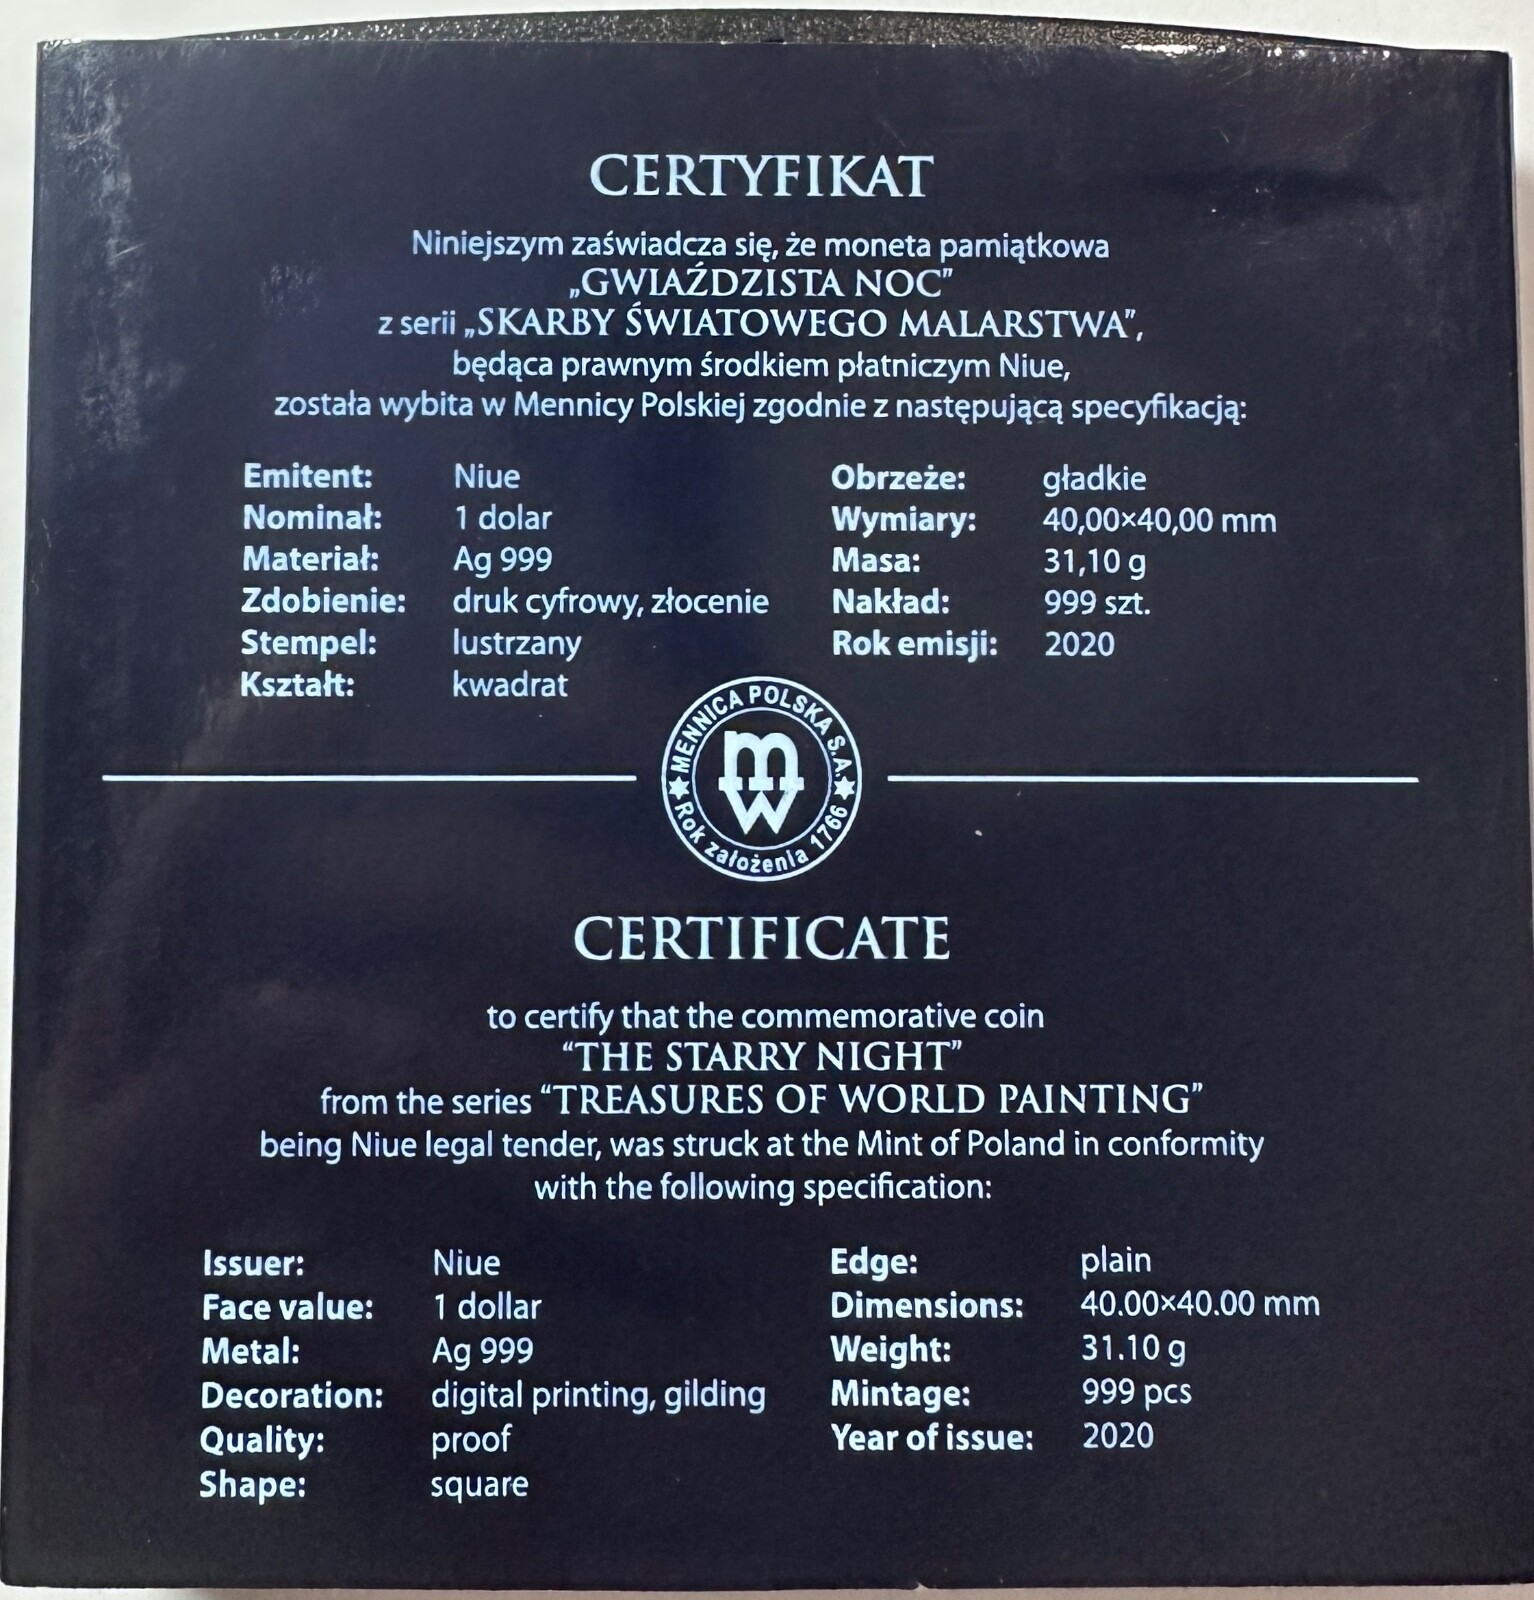 CERTYFIKAT
Niniejszym zaświadcza się, że moneta pamiątkowa
„GWIAŹDZISTA NOC”
z serii „SKARBY ŚWIATOWEGO MALARSTWA”,
będąca prawnym środkiem płatniczym Niue,
została wybita w Mennicy Polskiej zgodnie z następującą specyfikacją:
Emitent: Niue
Nominał: 1 dolar
Materiał: Ag 999
Zdobienie: druk cyfrowy, złocenie
Stempel: lustrzany
Kształt: kwadrat
Obrzeże: gładkie
Wymiary: 40,00×40,00 mm
Masa: 31,10 g
Nakład: 999 szt.
Rok emisji: 2020
MENNICA POLSKA S.A.
mw
Rok założenia 1766
CERTIFICATE
to certify that the commemorative coin
“THE STARRY NIGHT”
from the series “TREASURES OF WORLD PAINTING”
being Niue legal tender, was struck at the Mint of Poland in conformity
with the following specification:
Issuer: Niue
Face value: 1 dollar
Metal: Ag 999
Decoration: digital printing, gilding
Quality: proof
Shape: square
Edge: plain
Dimensions: 40.00×40.00 mm
Weight: 31.10 g
Mintage: 999 pcs
Year of issue: 2020